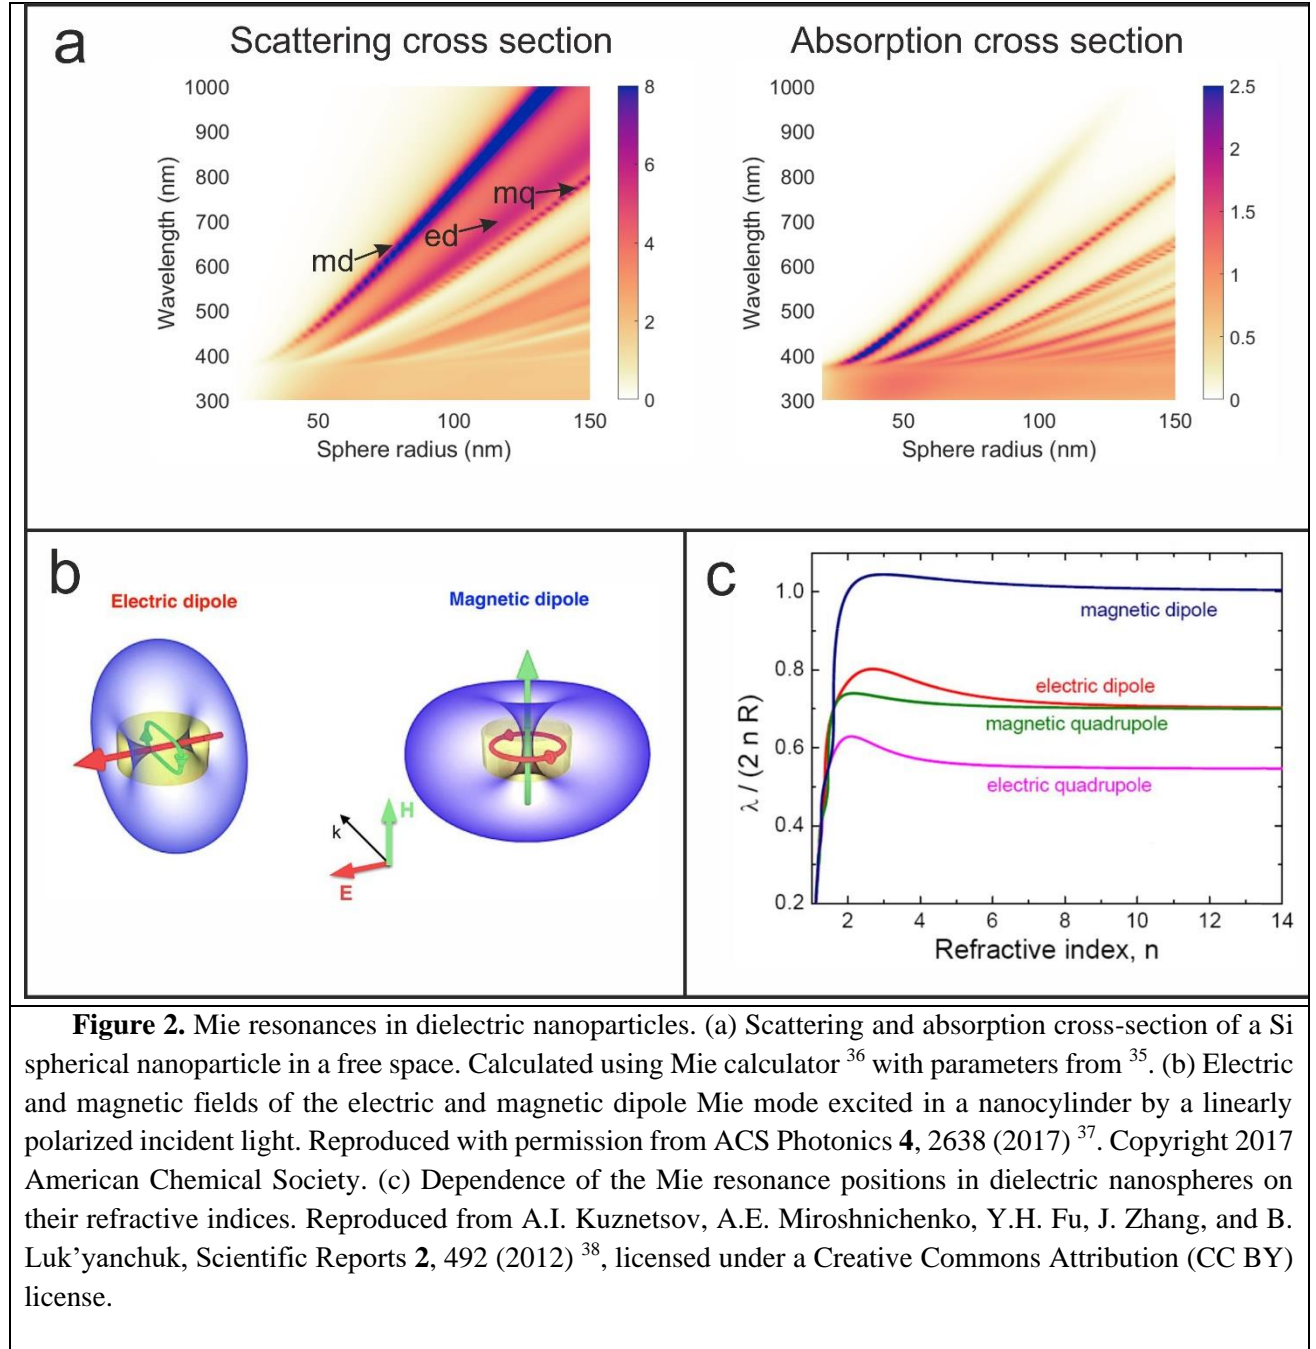 a
Scattering cross section
Absorption cross section
1000
900
800
700
600
500
400
300
Wavelength (nm)
md
ed
mq
50
100
150
Sphere radius (nm)
8
6
4
2
0
1000
900
800
700
600
500
400
300
Wavelength (nm)
50
100
150
Sphere radius (nm)
2.5
2
1.5
1
0.5
0
b
Electric dipole
Magnetic dipole
k
H
E
c
1.0
0.8
0.6
0.4
0.2
λ / (2 n R)
magnetic dipole
electric dipole
magnetic quadrupole
electric quadrupole
2
4
6
8
10
12
14
Refractive index, n
Figure 2. Mie resonances in dielectric nanoparticles. (a) Scattering and absorption cross-section of a Si
spherical nanoparticle in a free space. Calculated using Mie calculator 36 with parameters from 35. (b) Electric
and magnetic fields of the electric and magnetic dipole Mie mode excited in a nanocylinder by a linearly
polarized incident light. Reproduced with permission from ACS Photonics 4, 2638 (2017) 37. Copyright 2017
American Chemical Society. (c) Dependence of the Mie resonance positions in dielectric nanospheres on
their refractive indices. Reproduced from A.I. Kuznetsov, A.E. Miroshnichenko, Y.H. Fu, J. Zhang, and B.
Luk’yanchuk, Scientific Reports 2, 492 (2012) 38, licensed under a Creative Commons Attribution (CC BY)
license.